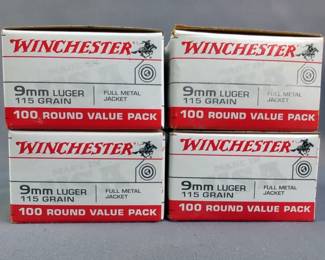 WINCHESTER
9mm LUGER
115 GRAIN
FULL METAL
JACKET
100 ROUND VALUE PACK
WINCHESTER
9mm LUGER
115 GRAIN
FULL METAL
JACKET
100 ROUND VALUE PACK
WINCHESTER
9mm LUGER
115 GRAIN
FULL METAL
JACKET
100 ROUND VALUE PACK
WINCHESTER
9mm LUGER
115 GRAIN
FULL METAL
JACKET
100 ROUND VALUE PACK